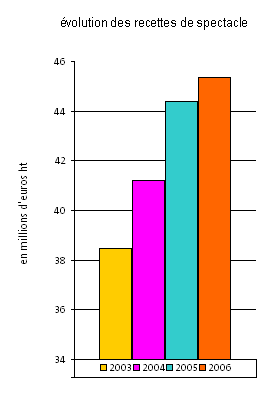 évolution des recettes de spectacle
46
44
42
40
38
36
34
en millions d'euros ht
2003 2004 2005 2006